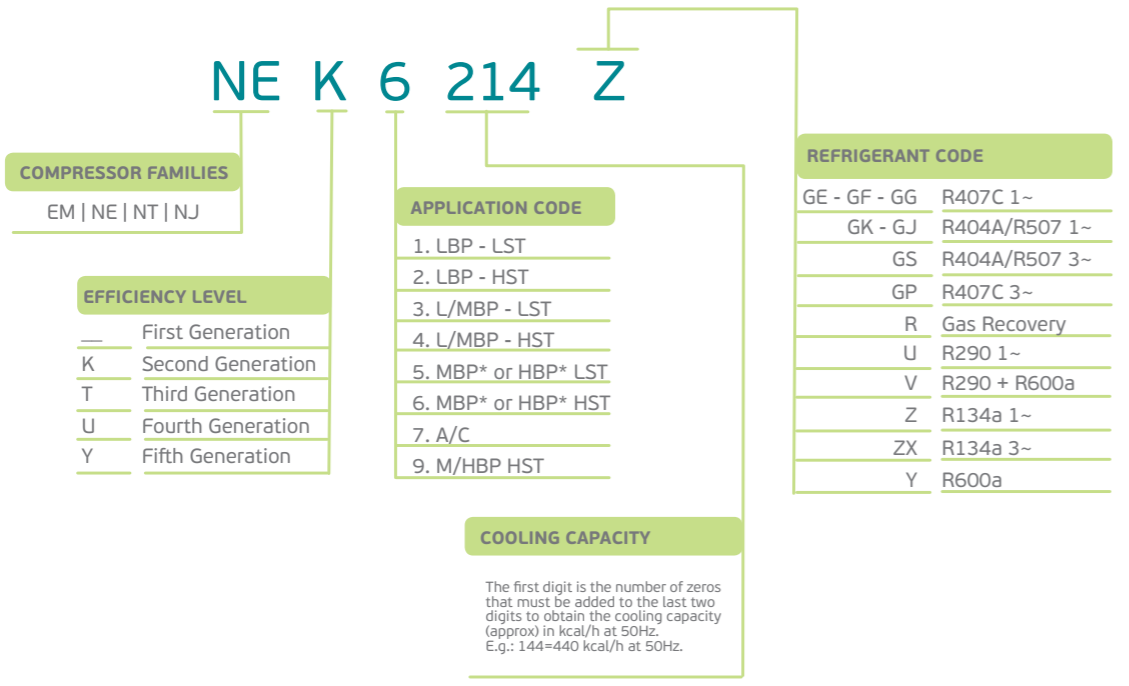 NE K 6 214 Z
COMPRESSOR FAMILIES
EM | NE | NT | NJ
EFFICIENCY LEVEL
__ First Generation
K Second Generation
T Third Generation
U Fourth Generation
Y Fifth Generation
APPLICATION CODE
1. LBP - LST
2. LBP - HST
3. L/MBP - LST
4. L/MBP - HST
5. MBP* or HBP* LST
6. MBP* or HBP* HST
7. A/C
9. M/HBP HST
COOLING CAPACITY
The first digit is the number of zeros
that must be added to the last two
digits to obtain the cooling capacity
(approx) in kcal/h at 50Hz.
E.g.: 144=440 kcal/h at 50Hz.
REFRIGERANT CODE
GE - GF - GG R407C 1~
GK - GJ R404A/R507 1~
GS R404A/R507 3~
GP R407C 3~
R Gas Recovery
U R290 1~
V R290 + R600a
Z R134a 1~
ZX R134a 3~
Y R600a